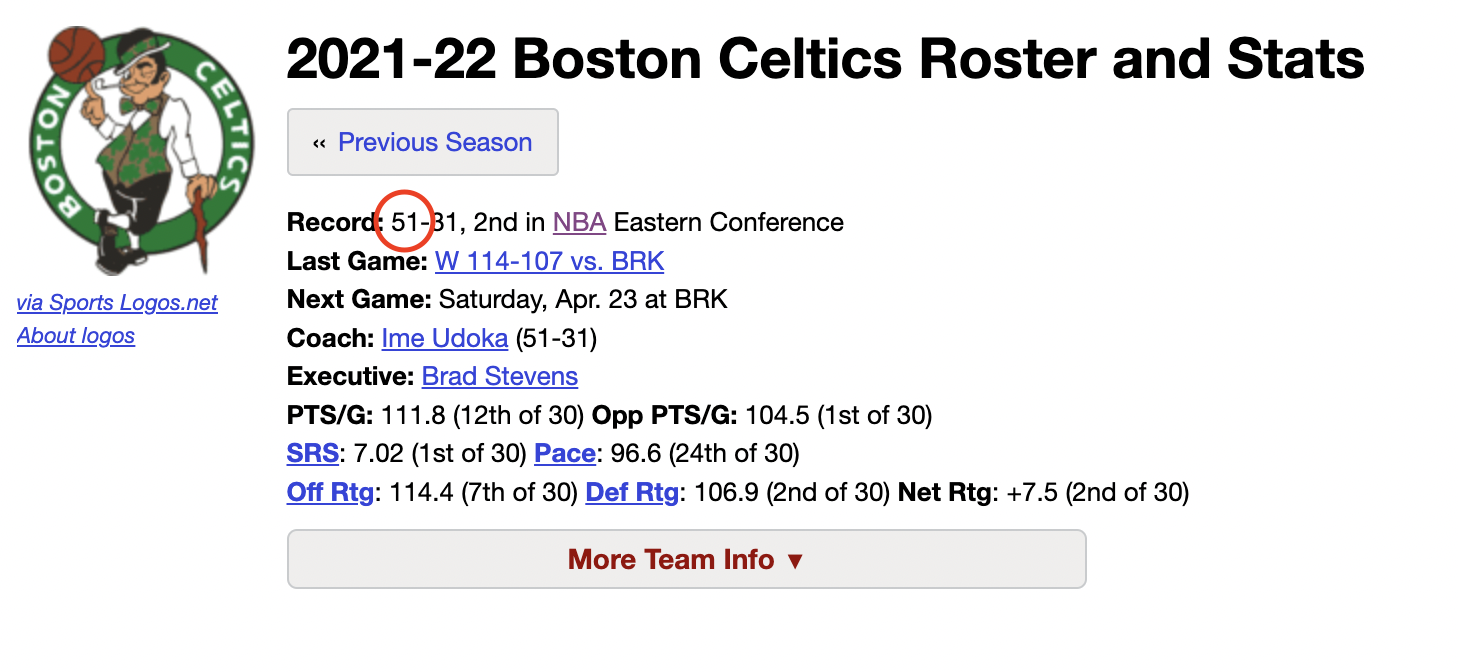 BOSTON CELTICS
2021-22 Boston Celtics Roster and Stats
« Previous Season
Record: 51-31, 2nd in NBA Eastern Conference
Last Game: W 114-107 vs. BRK
Next Game: Saturday, Apr. 23 at BRK
Coach: Ime Udoka (51-31)
Executive: Brad Stevens
PTS/G: 111.8 (12th of 30) Opp PTS/G: 104.5 (1st of 30)
SRS: 7.02 (1st of 30) Pace: 96.6 (24th of 30)
Off Rtg: 114.4 (7th of 30) Def Rtg: 106.9 (2nd of 30) Net Rtg: +7.5 (2nd of 30)
via Sports Logos.net
About logos
More Team Info ▼